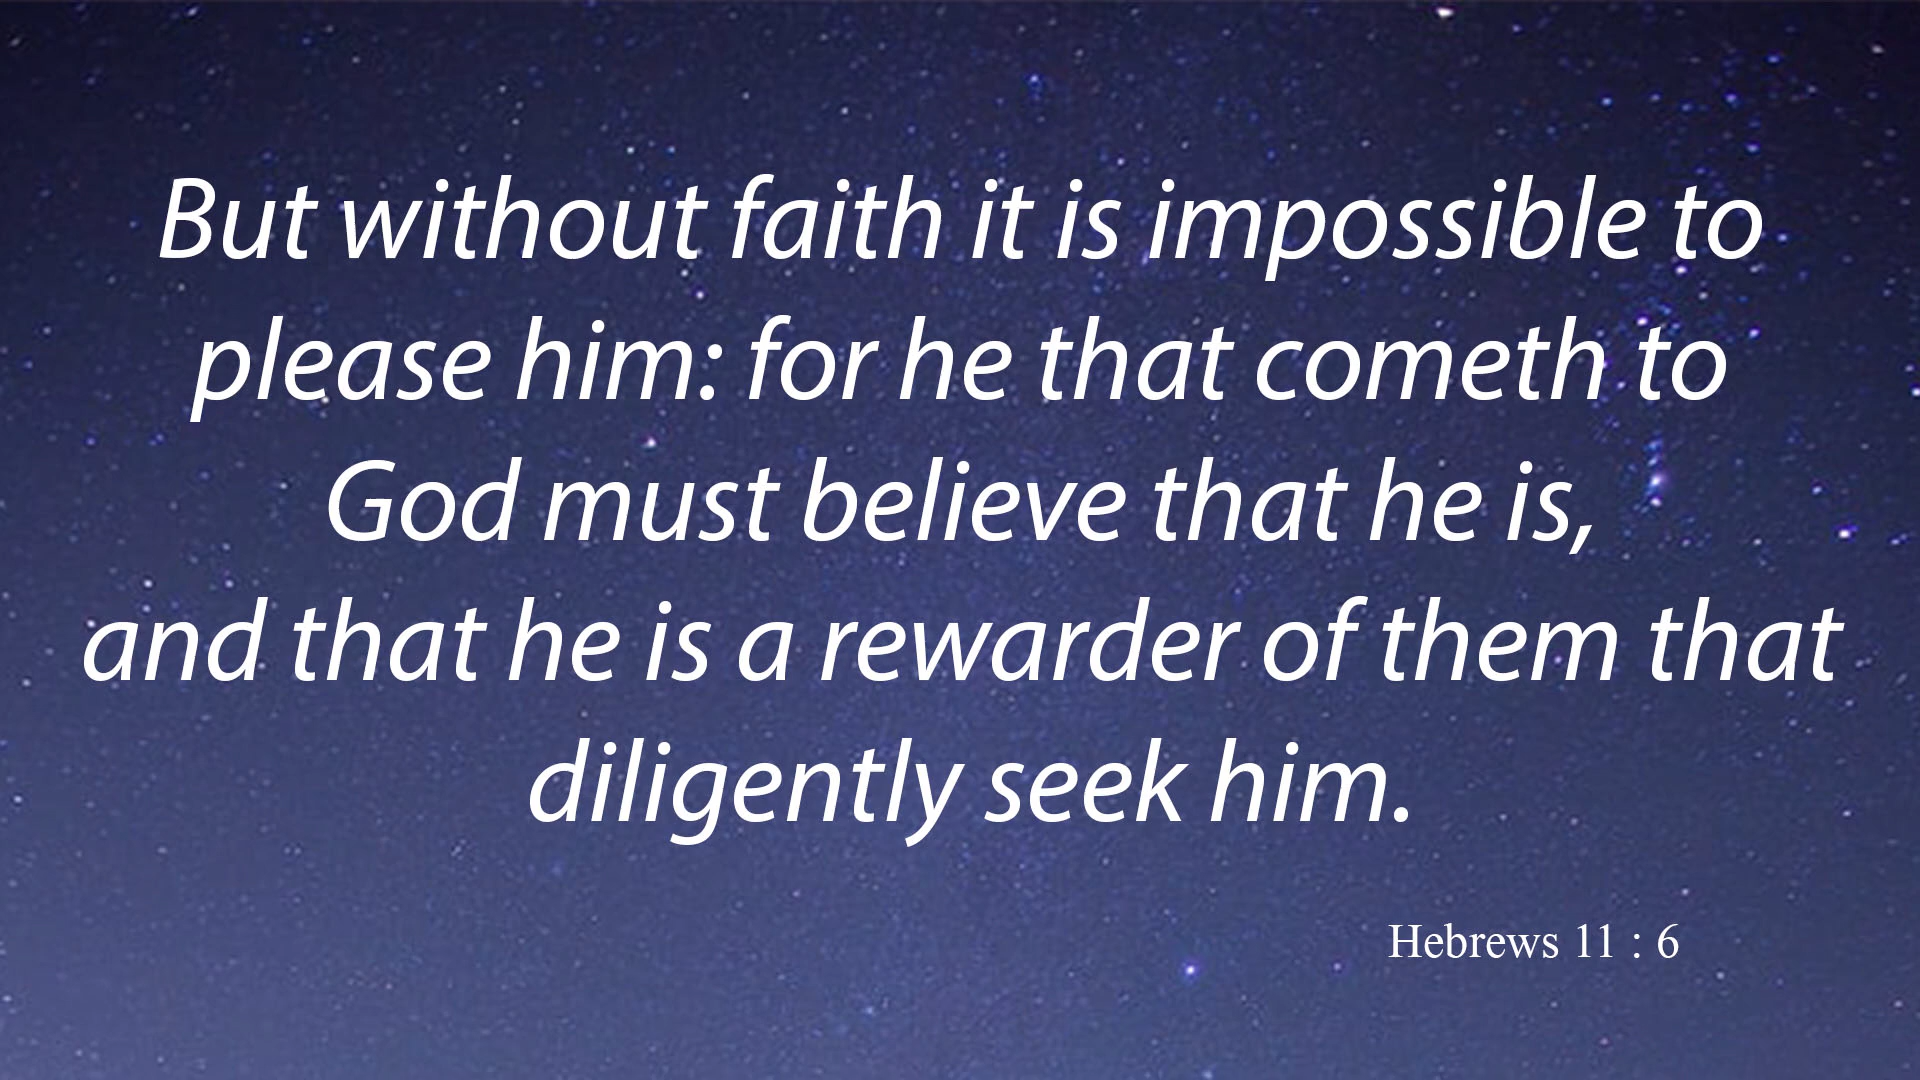 But without faith it is impossible to
please him: for he that cometh to
God must believe that he is,
and that he is a rewarder of them that
diligently seek him.
Hebrews 11 : 6